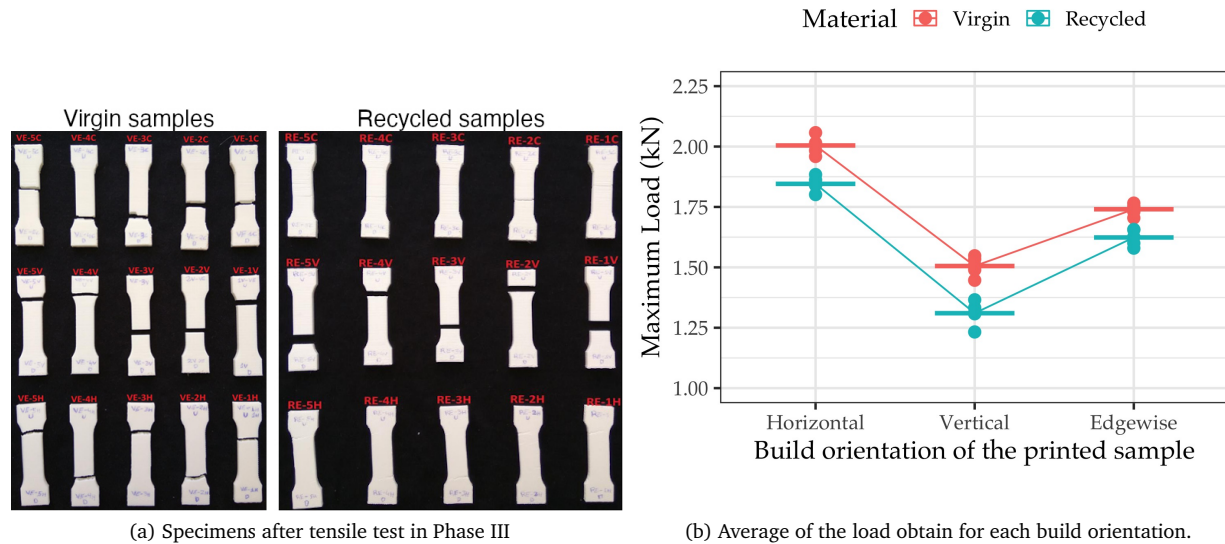 Material Virgin Recycled
Virgin samples Recycled samples
VE-5C VE-4C VE-3C VE-2C VE-1C
RE-5C RE-4C RE-3C RE-2C RE-1C
VE-5V VE-4V VE-3V VE-2V VE-1V
RE-5V RE-4V RE-3V RE-2V RE-1V
VE-5H VE-4H VE-3H VE-2H VE-1H
RE-5H RE-4H RE-3H RE-2H RE-1H
(a) Specimens after tensile test in Phase III
Maximum Load (kN)
2.25
2.00
1.75
1.50
1.25
1.00
Horizontal Vertical Edgewise
Build orientation of the printed sample
(b) Average of the load obtain for each build orientation.